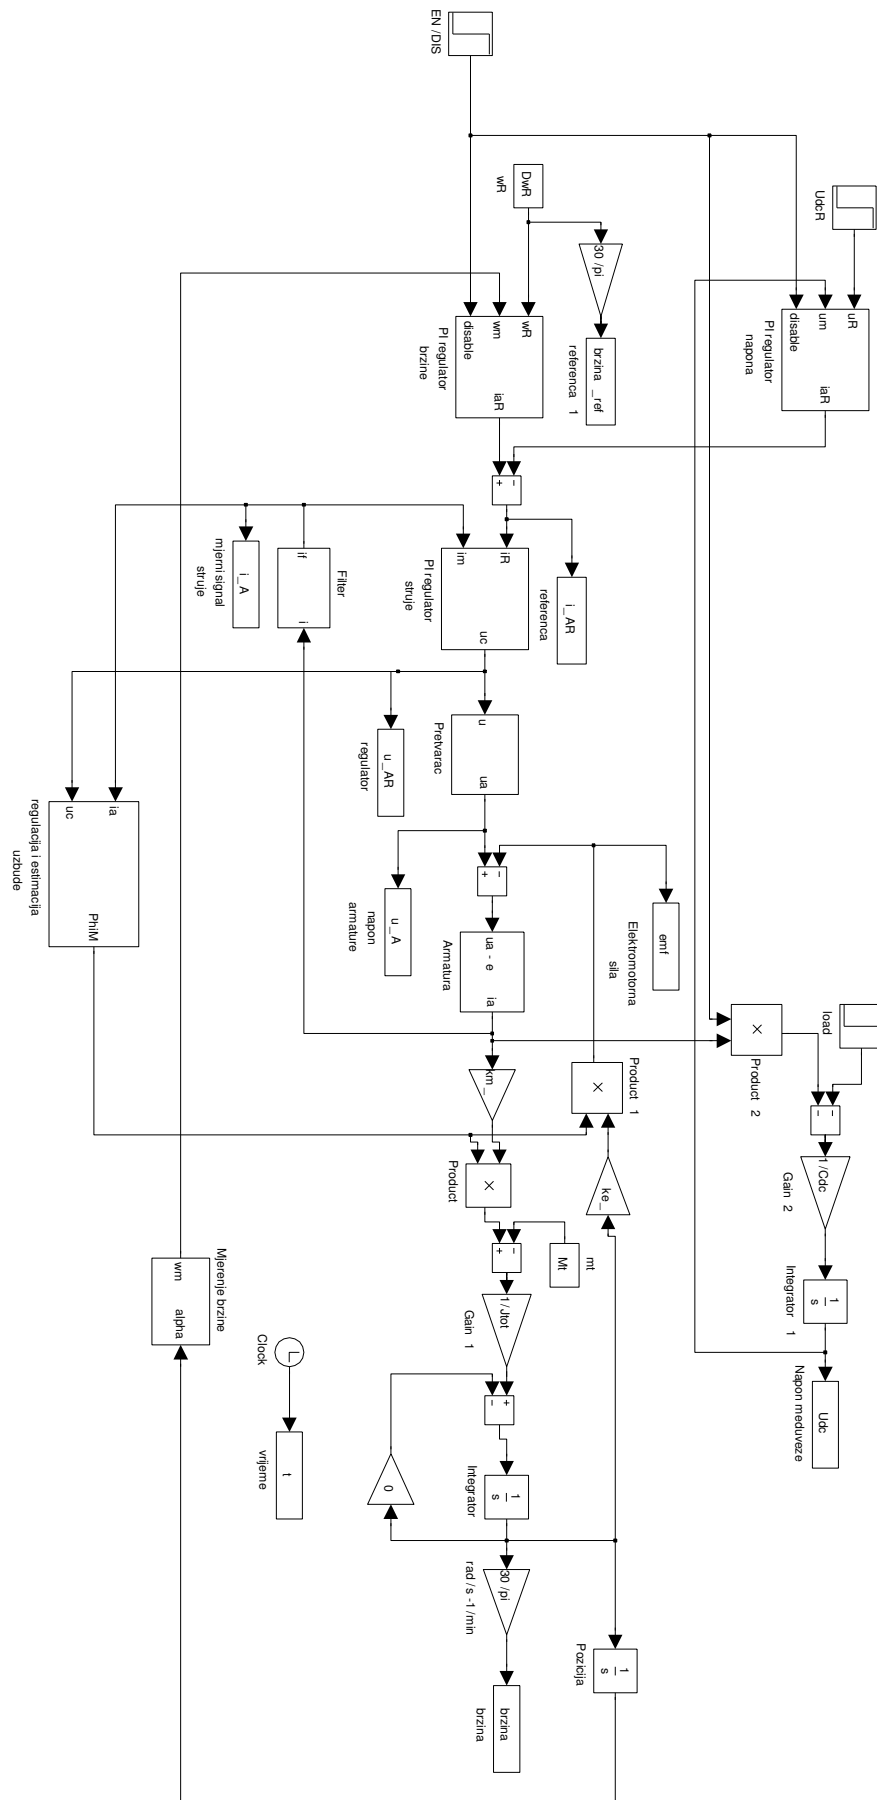 EN /DIS
UdcR
uR
um
disable
iaR
PI regulator
napona
DwR
wR
30 /pi
brzina _ref
referenca 1
wR
wm
disable
iaR
PI regulator
brzine
−
+
i_AR
referenca
iR
im
uc
PI regulator
struje
if
i
Filter
i_A
mjerni signal
struje
u
ua
Pretvarac
u_AR
regulator
ia
uc
PhiM
regulacija i estimacija
uzbude
u_A
napon
armature
−
+
emf
Elektromotorna
sila
ua - e
ia
Armatura
load
×
Product 2
−
−
1/Cdc
Gain 2
1
s
Integrator 1
Udc
Napon meduveze
×
Product 1
ke_
km_
×
Product
mt
Mt
−
+
1/Jtot
Gain 1
+
−
0
1
s
Integrator
30 /pi
rad /s -1 /min
brzina
brzina
1
s
Pozicija
Mjerenje brzine
wm
alpha
Clock
t
vrijeme